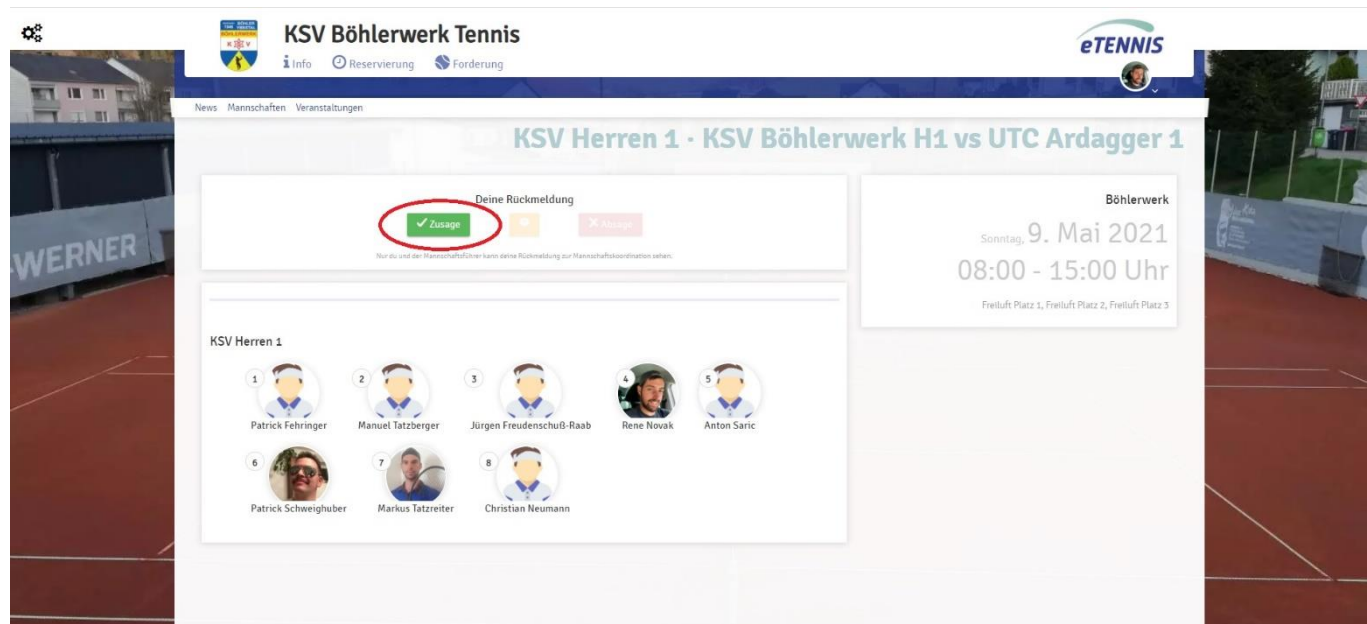 KSV Böhlerwerk Tennis
Info Reservierung Forderung
eTENNIS
News Mannschaften Veranstaltungen
KSV Herren 1 - KSV Böhlerwerk H1 vs UTC Ardagger 1
Deine Rückmeldung
Zusage Absage
Nur du und der Mannschaftsführer kann deine Rückmeldung zur Mannschaftskoordination sehen.
Böhlerwerk
Sonntag, 9. Mai 2021
08:00 - 15:00 Uhr
Freiluft Platz 1, Freiluft Platz 2, Freiluft Platz 3
KSV Herren 1
1 2 3 4 5
Patrick Fehringer Manuel Tatzberger Jürgen Freudenschuß-Raab Rene Novak Anton Saric
6 7 8
Patrick Schweighuber Markus Tatzreiter Christian Neumann
WERNER